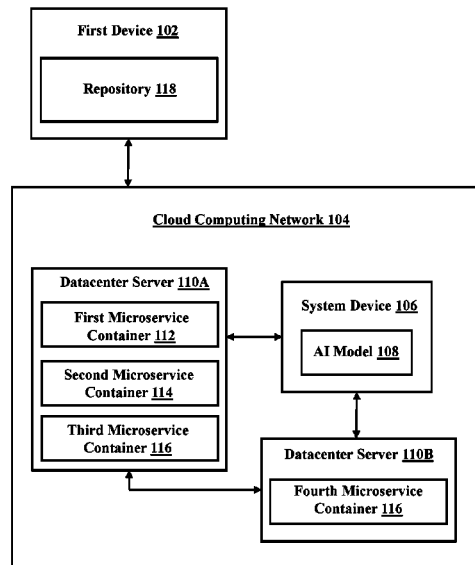 First Device 102
Repository 118
Cloud Computing Network 104
Datacenter Server 110A
First Microservice
Container 112
Second Microservice
Container 114
Third Microservice
Container 116
System Device 106
AI Model 108
Datacenter Server 110B
Fourth Microservice
Container 116